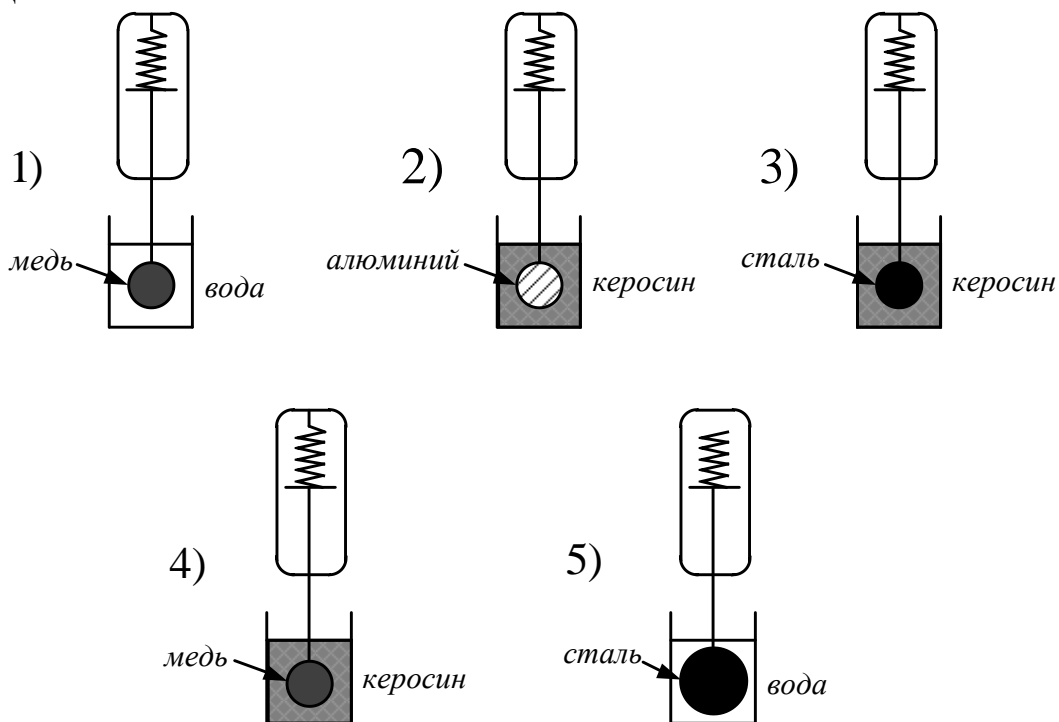 1)
медь
вода
2)
алюминий
керосин
3)
сталь
керосин
4)
медь
керосин
5)
сталь
вода